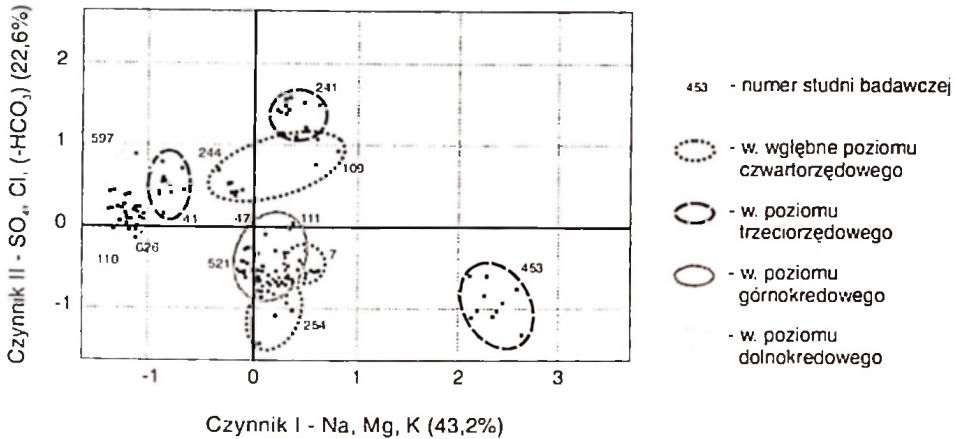 Czynnik II - SO₄, Cl, (-HCO₃) (22,6%)
2
1
0
-1
597
244
241
109
41
47
111
626
110
521
7
254
453
-1
0
1
2
3
Czynnik I - Na, Mg, K (43,2%)
453 - numer studni badawczej
- w. wgłębne poziomu
czwartorzędowego
- w. poziomu
trzeciorzędowego
- w. poziomu
górnokredowego
- w. poziomu
dolnokredowego